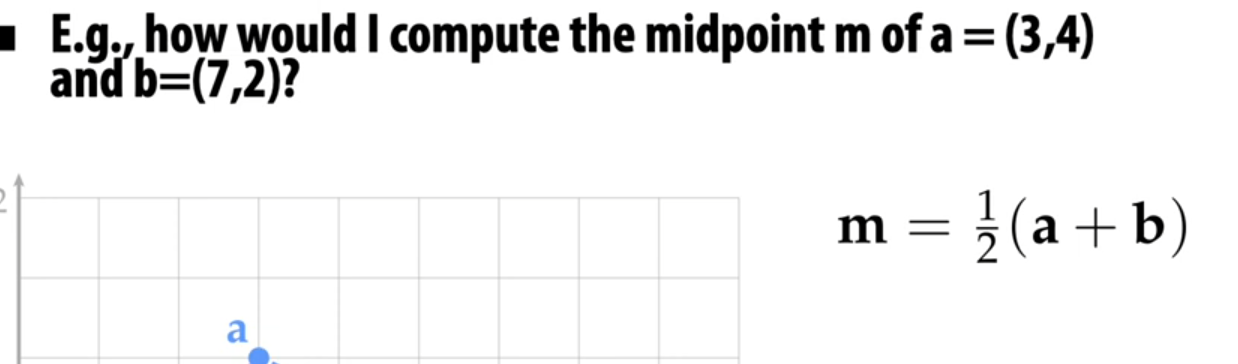 E.g., how would I compute the midpoint m of a = (3,4)
and b=(7,2)?
m = ½(a + b)
a